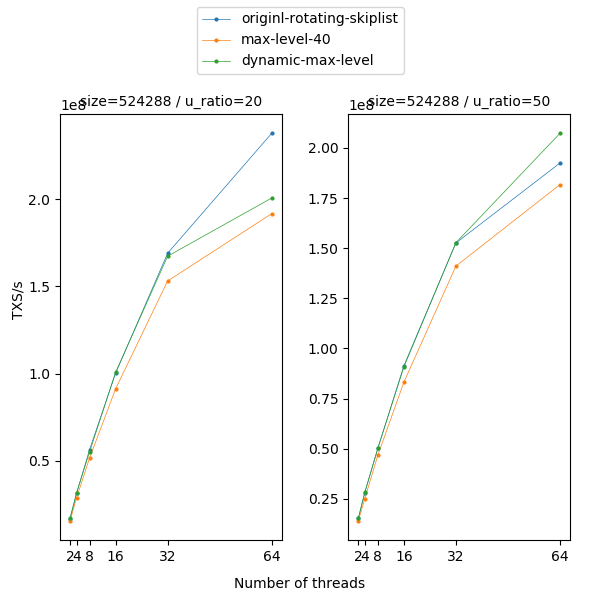 originl-rotating-skiplist
max-level-40
dynamic-max-level
1e8
size=524288 / u_ratio=20
1e8
size=524288 / u_ratio=50
TXS/s
2.0
1.5
1.0
0.5
2 4 8 16 32 64
2.00
1.75
1.50
1.25
1.00
0.75
0.50
0.25
2 4 8 16 32 64
Number of threads